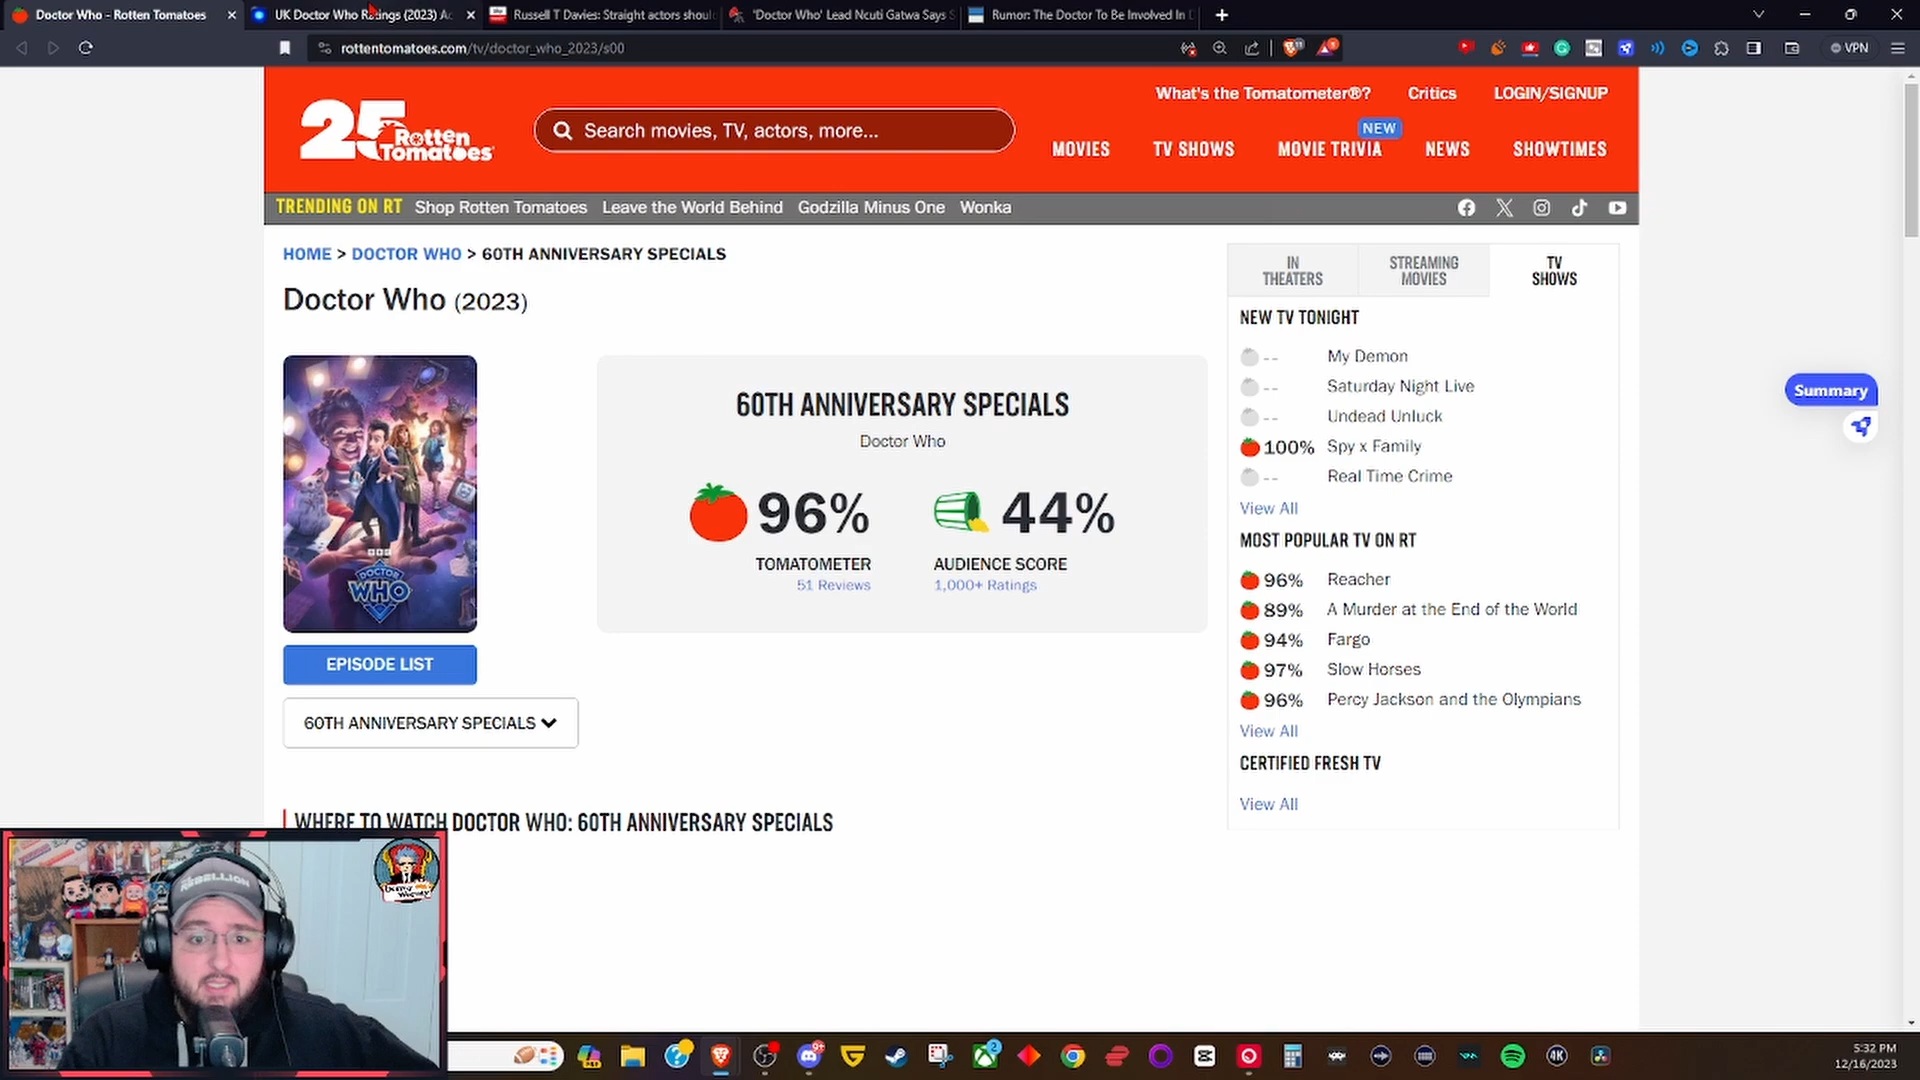 Doctor Who - Rotten Tomatoes
UK Doctor Who Ratings (2023) Ac
Russell T Davies: Straight actors shoul
'Doctor Who' Lead Ncuti Gatwa Says S
Rumor: The Doctor To Be Involved In
rottentomatoes.com/tv/doctor_who_2023/s00
VPN
What's the Tomatometer®?
Critics
LOGIN/SIGNUP
25 Rotten Tomatoes
Search movies, TV, actors, more...
NEW
MOVIES
TV SHOWS
MOVIE TRIVIA
NEWS
SHOWTIMES
TRENDING ON RT
Shop Rotten Tomatoes
Leave the World Behind
Godzilla Minus One
Wonka
HOME > DOCTOR WHO > 60TH ANNIVERSARY SPECIALS
Doctor Who (2023)
BBC
DOCTOR
WHO
EPISODE LIST
60TH ANNIVERSARY SPECIALS
60TH ANNIVERSARY SPECIALS
Doctor Who
96%
TOMATOMETER
51 Reviews
44%
AUDIENCE SCORE
1,000+ Ratings
WHERE TO WATCH DOCTOR WHO: 60TH ANNIVERSARY SPECIALS
IN THEATERS
STREAMING MOVIES
TV SHOWS
NEW TV TONIGHT
-- My Demon
-- Saturday Night Live
-- Undead Unluck
100% Spy x Family
-- Real Time Crime
View All
MOST POPULAR TV ON RT
96% Reacher
89% A Murder at the End of the World
94% Fargo
97% Slow Horses
96% Percy Jackson and the Olympians
View All
CERTIFIED FRESH TV
View All
Summary
REBELLION
5:32 PM
12/16/2023